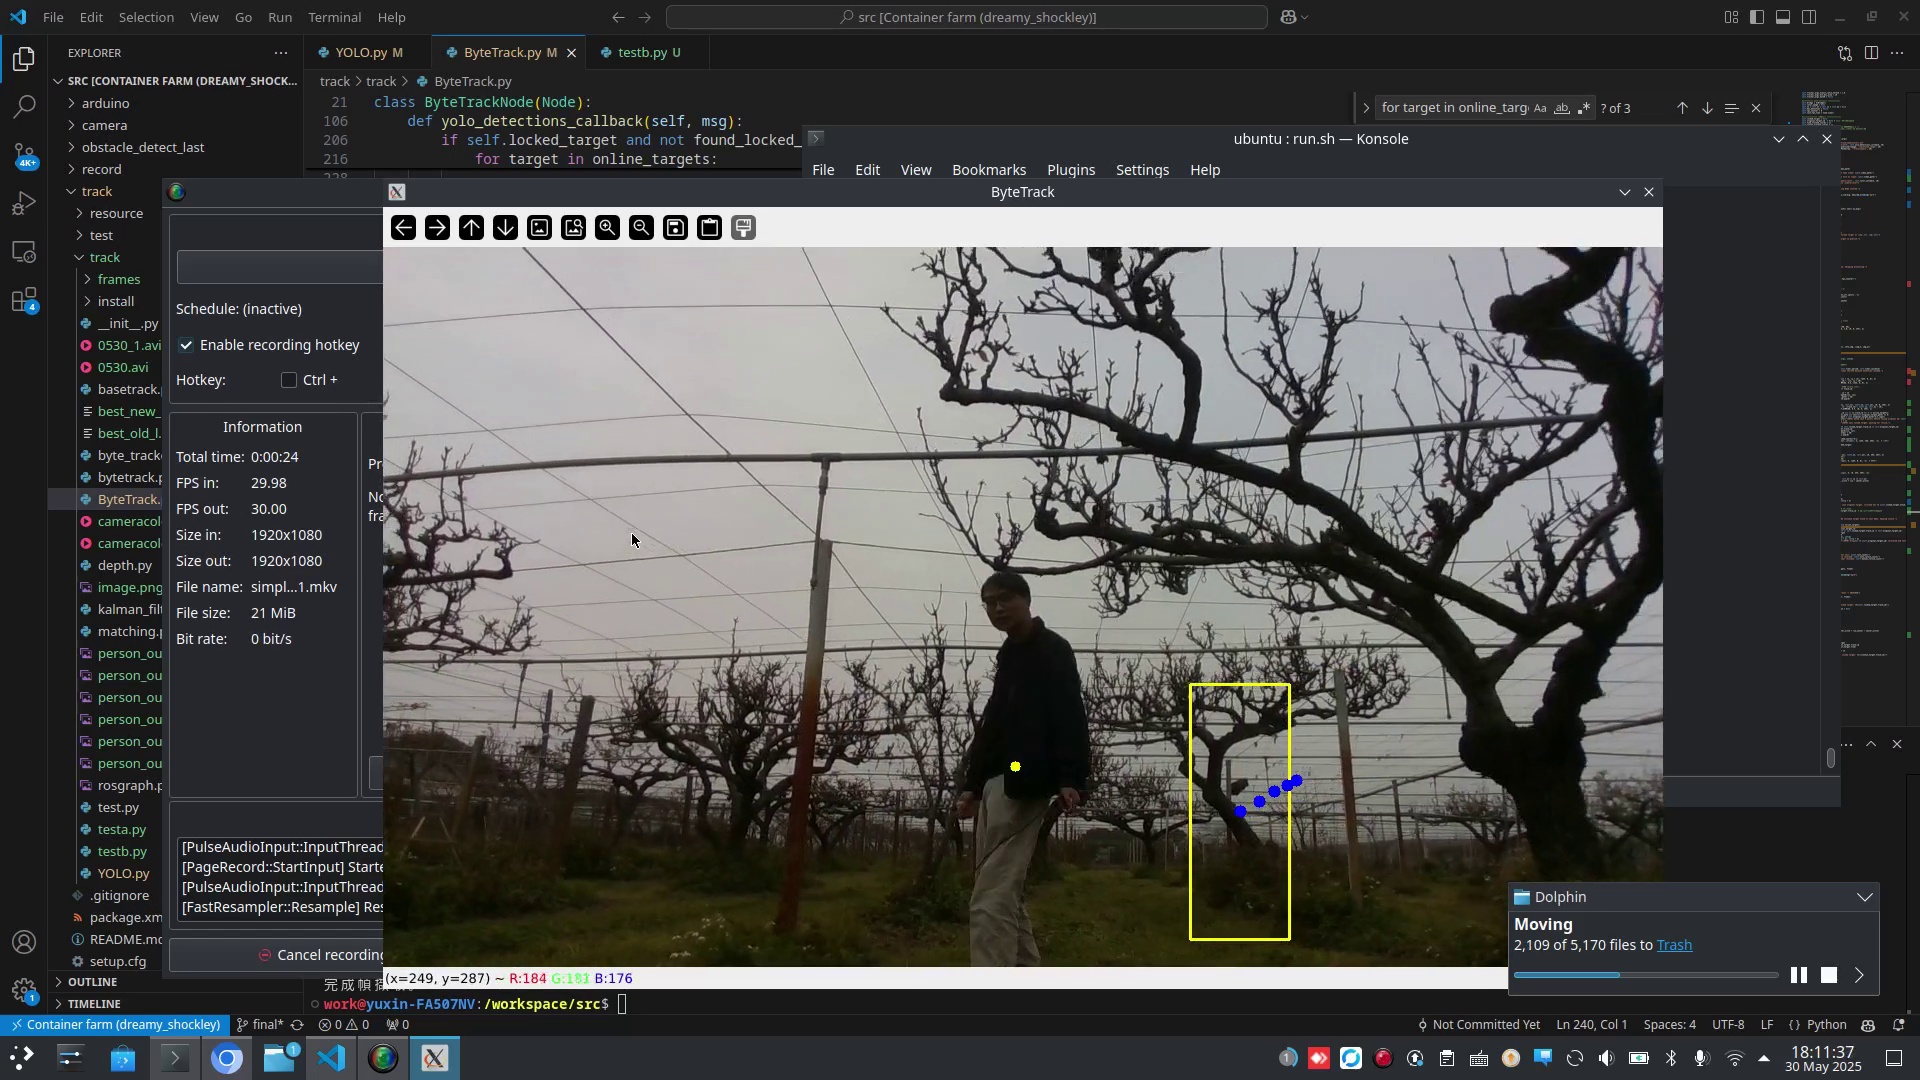 File Edit Selection View Go Run Terminal Help
src [Container farm (dreamy_shockley)]
EXPLORER
SRC [CONTAINER FARM (DREAMY_SHOCK...
arduino
camera
obstacle_detect_last
record
track
resource
test
track
frames
install
__init__.py
0530_1.avi
0530.avi
basetrack.
best_new_
best_old_l.
byte_track
bytetrack.p
ByteTrack.
cameracol
cameracol
depth.py
image.png
kalman_filt
matching.p
person_ou
person_ou
person_ou
person_ou
person_ou
person_ou
rosgraph.p
test.py
testa.py
testb.py
YOLO.py
.gitignore
package.xm
README.md
setup.cfg
OUTLINE
TIMELINE
4K+
4
1
YOLO.py M
ByteTrack.py M
testb.py U
track > track > ByteTrack.py
21 class ByteTrackNode(Node):
106 def yolo_detections_callback(self, msg):
206 if self.locked_target and not found_locked_
216 for target in online_targets:
for target in online_targ Aa ab ? of 3
ubuntu : run.sh — Konsole
File Edit View Bookmarks Plugins Settings Help
ByteTrack
Schedule: (inactive)
Enable recording hotkey
Hotkey: Ctrl +
Information
Total time: 0:00:24
FPS in: 29.98
FPS out: 30.00
Size in: 1920x1080
Size out: 1920x1080
File name: simpl...1.mkv
File size: 21 MiB
Bit rate: 0 bit/s
Pr
No
fra
[PulseAudioInput::InputThread
[PageRecord::StartInput] Starte
[PulseAudioInput::InputThread
[FastResampler::Resample] Res
Cancel recording
(x=249, y=287) ~ R:184 G:183 B:176
work@yuxin-FA507NV:/workspace/src$
Dolphin
Moving
2,109 of 5,170 files to Trash
Container farm (dreamy_shockley) final* 0 0 0
Not Committed Yet Ln 240, Col 1 Spaces: 4 UTF-8 LF {} Python
1
1
18:11:37
30 May 2025